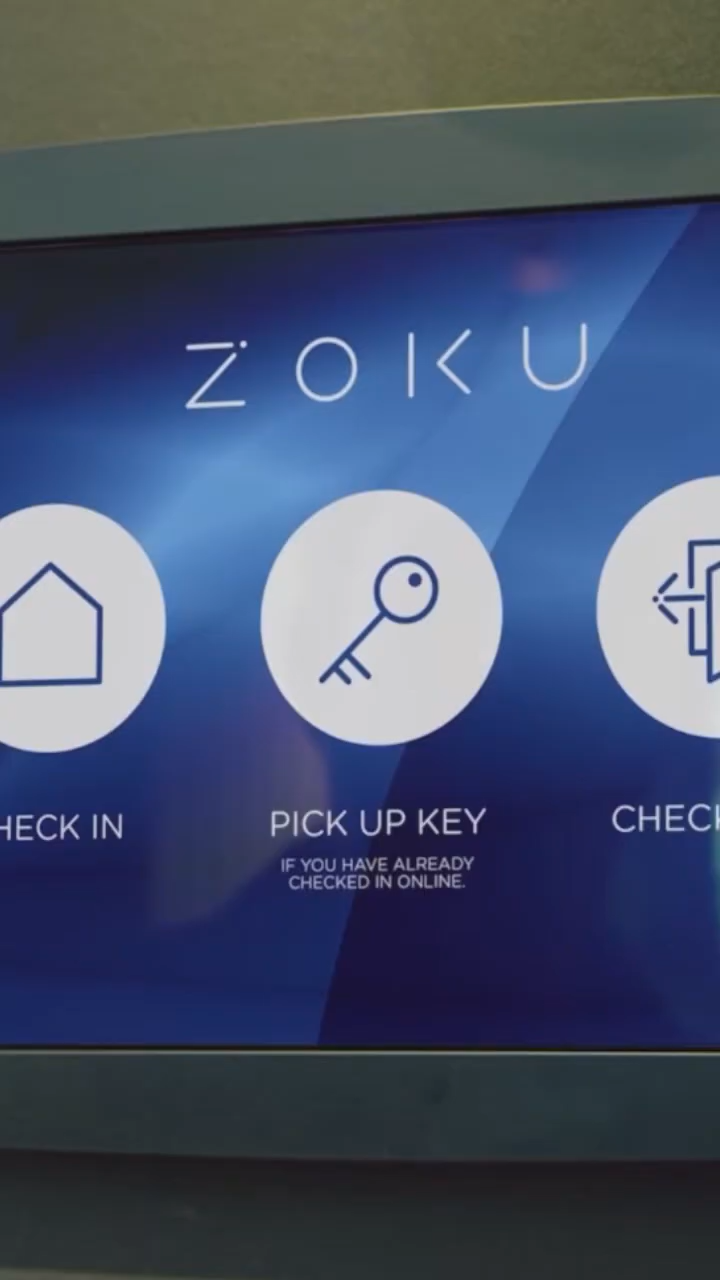 ZOKU
HECK IN
PICK UP KEY
CHECK
IF YOU HAVE ALREADY
CHECKED IN ONLINE.